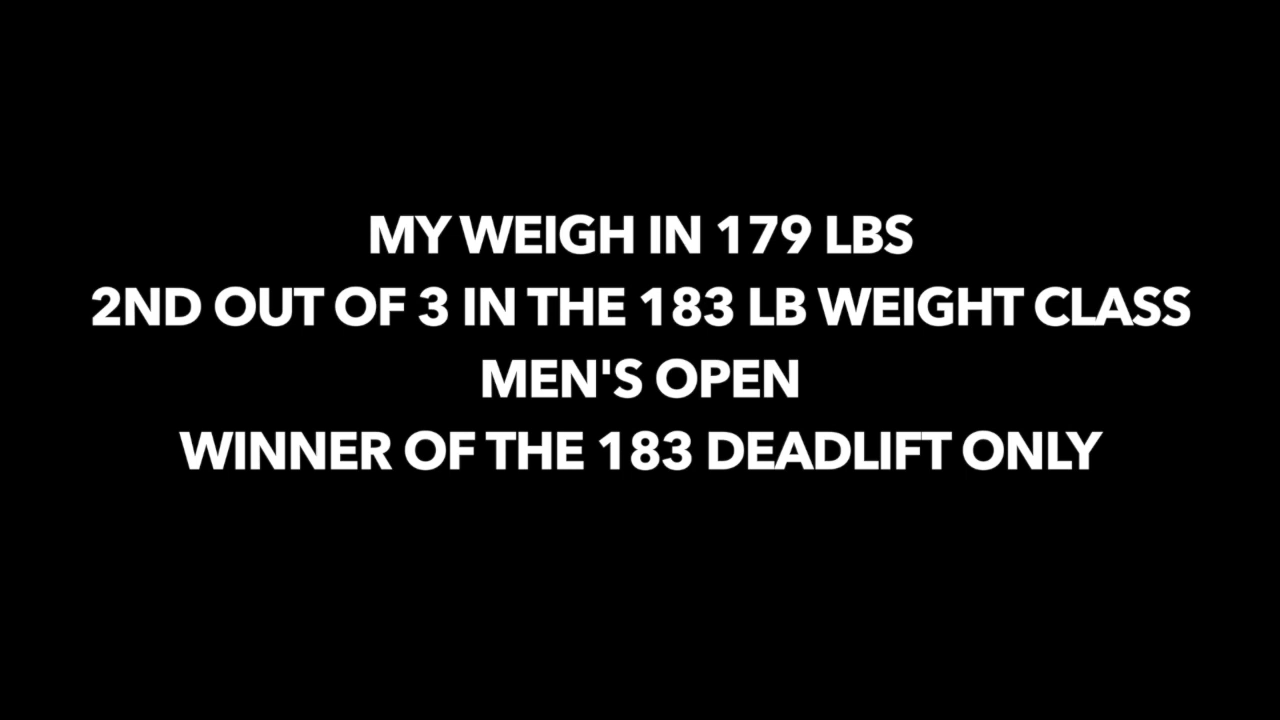 MY WEIGH IN 179 LBS
2ND OUT OF 3 IN THE 183 LB WEIGHT CLASS
MEN'S OPEN
WINNER OF THE 183 DEADLIFT ONLY